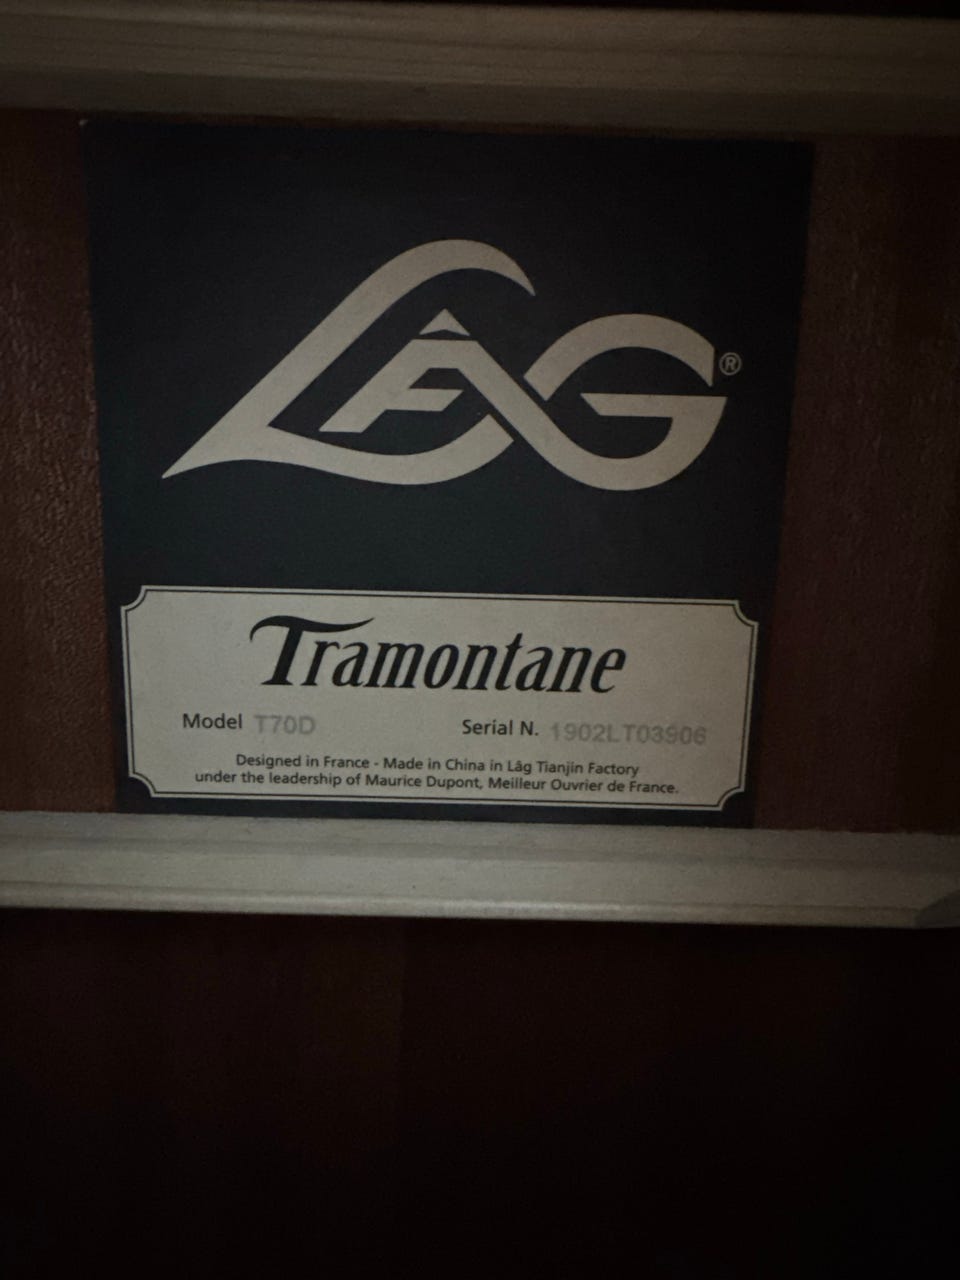 LÂG®
Tramontane
Model T70D Serial N. 1902LT03906
Designed in France - Made in China in Lâg Tianjin Factory
under the leadership of Maurice Dupont, Meilleur Ouvrier de France.